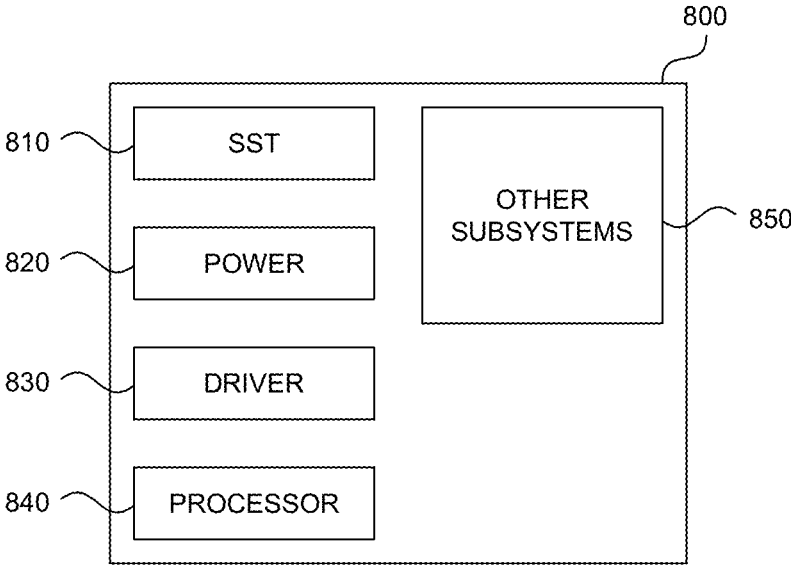 800
810
SST
OTHER
SUBSYSTEMS
850
820
POWER
830
DRIVER
840
PROCESSOR